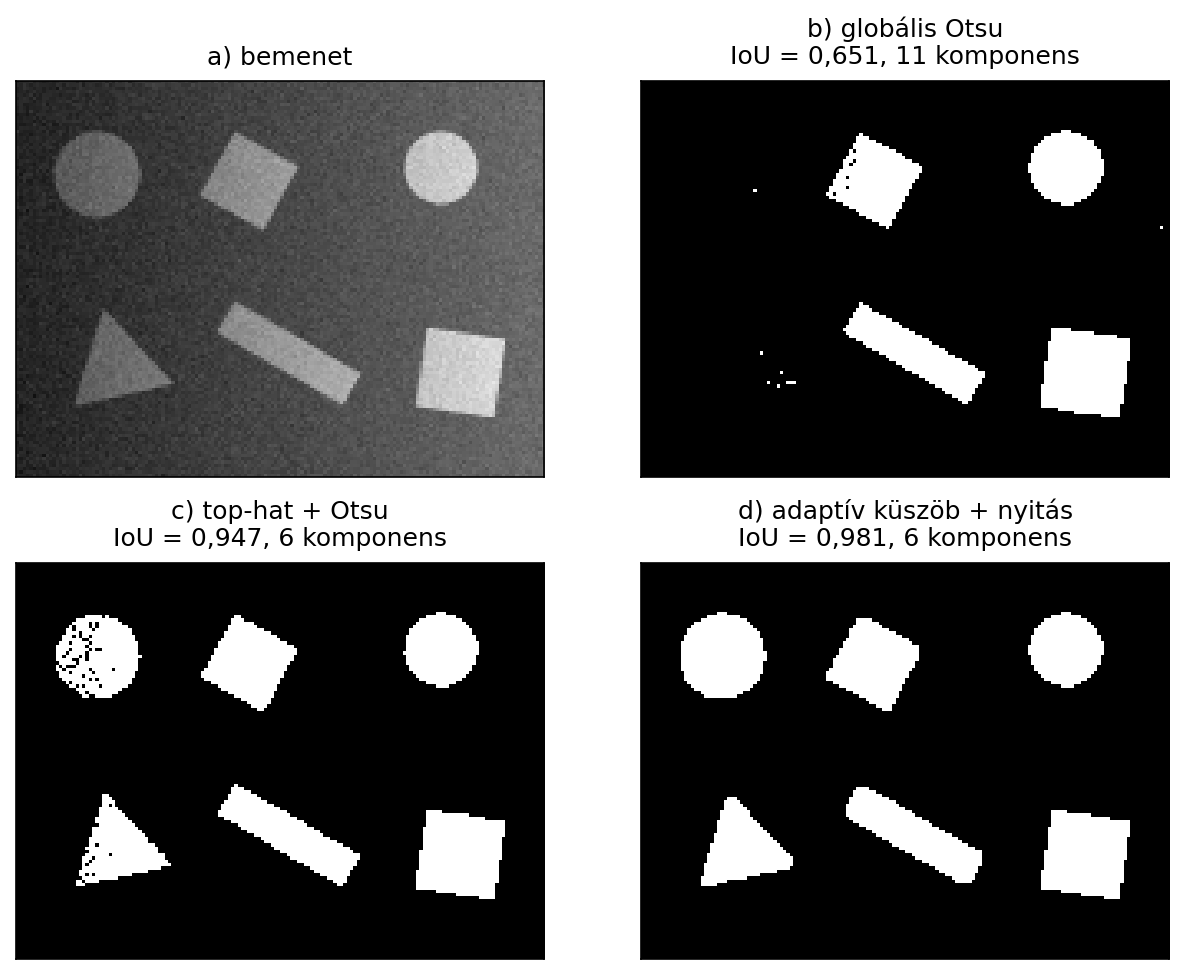 a) bemenet
b) globális Otsu
IoU = 0,651, 11 komponens
c) top-hat + Otsu
IoU = 0,947, 6 komponens
d) adaptív küszöb + nyitás
IoU = 0,981, 6 komponens